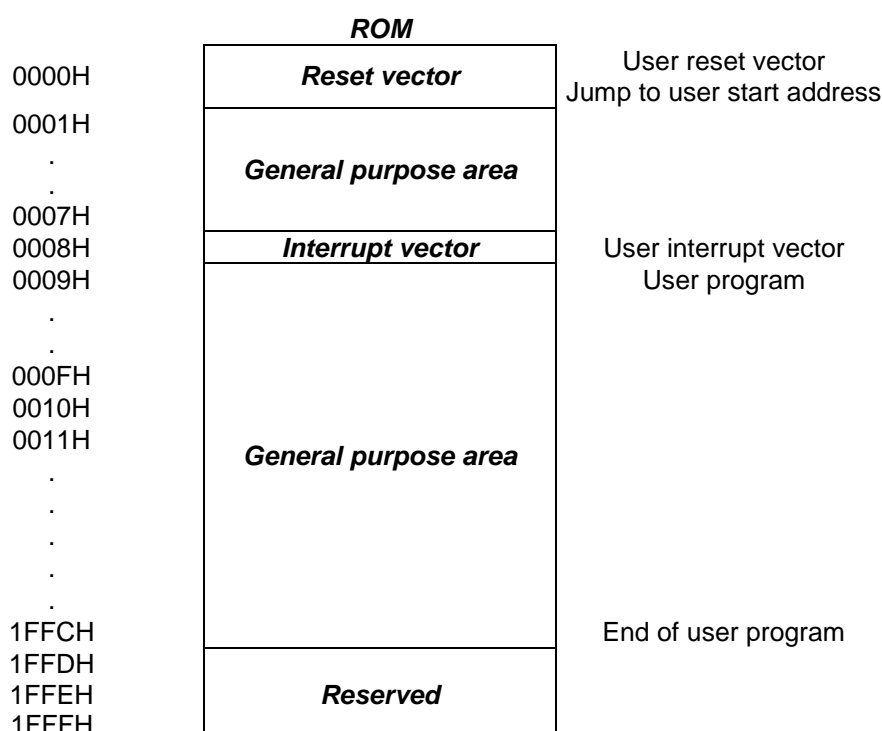 ROM
0000H Reset vector User reset vector
Jump to user start address
0001H
.
General purpose area
.
0007H
0008H Interrupt vector User interrupt vector
0009H User program
.
.
000FH
0010H
0011H
General purpose area
.
.
.
.
.
1FFCH End of user program
1FFDH
1FFEH Reserved
1FFFH